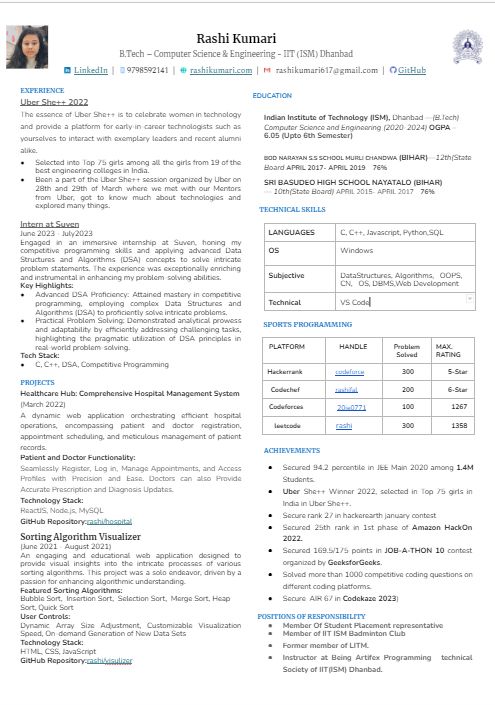 Rashi Kumari
B.Tech – Computer Science & Engineering - IIT (ISM) Dhanbad
LinkedIn | 9798592141 | rashikumari.com | rashikumari617@gmail.com | GitHub
EXPERIENCE
Uber She++ 2022
The essence of Uber She++ is to celebrate women in technology
and provide a platform for early in career technologists such as
yourselves to interact with exemplary leaders and recent alumni
alike.
• Selected into Top 75 girls among all the girls from 19 of the
best engineering colleges in India.
• Been a part of the UberShe++ session organized by Uber on
28th and 29th of March where we met with our Mentors
from Uber, got to know much about technologies and
explored many things.
Intern at Suven
June 2023 - July2023
Engaged in an immersive internship at Suven, honing my
competitive programming skills and applying advanced Data
Structures and Algorithms (DSA) concepts to solve intricate
problem statements. The experience was exceptionally enriching
and instrumental in enhancing my problem-solving abilities.
Key Highlights:
• Advanced DSA Proficiency: Attained mastery in competitive
programming, employing complex Data Structures and
Algorithms (DSA) to proficiently solve intricate problems.
• Practical Problem Solving: Demonstrated analytical prowess
and adaptability by efficiently addressing challenging tasks,
highlighting the pragmatic utilization of DSA principles in
real-world problem-solving.
Tech Stack:
• C, C++, DSA, Competitive Programming
PROJECTS
Healthcare Hub: Comprehensive Hospital Management System
(March 2022)
A dynamic web application orchestrating efficient hospital
operations, encompassing patient and doctor registration,
appointment scheduling, and meticulous management of patient
records.
Patient and Doctor Functionality:
Seamlessly Register, Log in, Manage Appointments, and Access
Profiles with Precision and Ease. Doctors can also Provide
Accurate Prescription and Diagnosis Updates.
Technology Stack:
ReactJS, Node.js, MySQL
GitHub Repository:rashi/hospital
Sorting Algorithm Visualizer
(June 2021 - August 2021)
An engaging and educational web application designed to
provide visual insights into the intricate processes of various
sorting algorithms. This project was a solo endeavor, driven by a
passion for enhancing algorithmic understanding.
Featured Sorting Algorithms:
Bubble Sort, Insertion Sort, Selection Sort, Merge Sort, Heap
Sort, Quick Sort
User Controls:
Dynamic Array Size Adjustment, Customizable Visualization
Speed, On-demand Generation of New Data Sets
Technology Stack:
HTML, CSS, JavaScript
GitHub Repository:rashi/visulizer
EDUCATION
Indian Institute of Technology (ISM), Dhanbad —(B.Tech)
Computer Science and Engineering (2020-2024) OGPA -
6.05 (Upto 6th Semester)
BOD NARAYAN S.S SCHOOL MURLI CHANDWA (BIHAR)—12th(State
Board) APRIL 2017- APRIL 2019 76%
SRI BASUDEO HIGH SCHOOL NAYATALO (BIHAR)
— 10th(State Board) APRIL 2015- APRIL 2017 76%
TECHNICAL SKILLS
LANGUAGES C, C++, Javascript, Python,SQL
OS Windows
Subjective DataStructures, Algorithms, OOPS,
CN, OS, DBMS,Web Development
Technical VS Code
SPORTS PROGRAMMING
PLATFORM HANDLE Problem Solved MAX. RATING
Hackerrank codeforce 300 5-Star
Codechef rashifal 200 6-Star
Codeforces 20je0771 100 1267
leetcode rashi 300 1358
ACHIEVEMENTS
• Secured 94.2 percentile in JEE Main 2020 among 1.4M
Students.
• Uber She++ Winner 2022, selected in Top 75 girls in
India in Uber She++.
• Secure rank 27 in hackerearth january contest
• Secured 25th rank in 1st phase of Amazon HackOn
2022.
• Secured 169.5/175 points in JOB-A-THON 10 contest
organized by GeeksforGeeks.
• Solved more than 1000 competitive coding questions on
different coding platforms.
• Secure AIR 67 in Codekaze 2023)
POSITIONS OF RESPONSIBILITY
Member Of Student Placement representative
Member of IIT ISM Badminton Club
Former member of LITM.
Instructor at Being Artifex Programming technical
Society of IIT(ISM) Dhanbad.